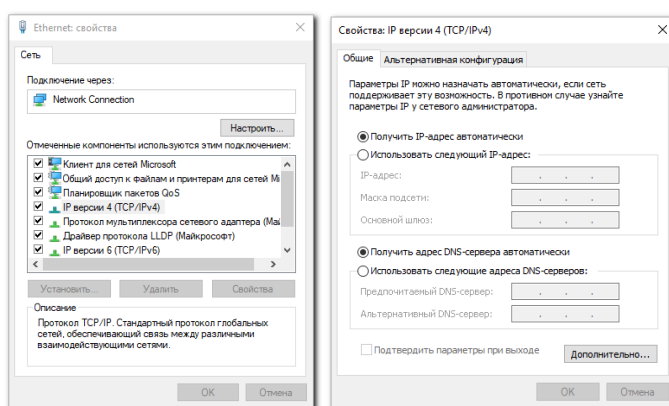 Ethernet: свойства
Сеть
Подключение через:
Network Connection
Настроить...
Отмеченные компоненты используются этим подключением:
Клиент для сетей Microsoft
Общий доступ к файлам и принтерам для сетей Mi
Планировщик пакетов QoS
IP версии 4 (TCP/IPv4)
Протокол мультиплексора сетевого адаптера (Май
Драйвер протокола LLDP (Майкрософт)
IP версии 6 (TCP/IPv6)
Установить...
Удалить
Свойства
Описание
Протокол TCP/IP. Стандартный протокол глобальных
сетей, обеспечивающий связь между различными
взаимодействующими сетями.
OK
Отмена
Свойства: IP версии 4 (TCP/IPv4)
Общие
Альтернативная конфигурация
Параметры IP можно назначать автоматически, если сеть
поддерживает эту возможность. В противном случае узнайте
параметры IP у сетевого администратора.
Получить IP-адрес автоматически
Использовать следующий IP-адрес:
IP-адрес:
Маска подсети:
Основной шлюз:
Получить адрес DNS-сервера автоматически
Использовать следующие адреса DNS-серверов:
Предпочитаемый DNS-сервер:
Альтернативный DNS-сервер:
Подтвердить параметры при выходе
Дополнительно...
OK
Отмена